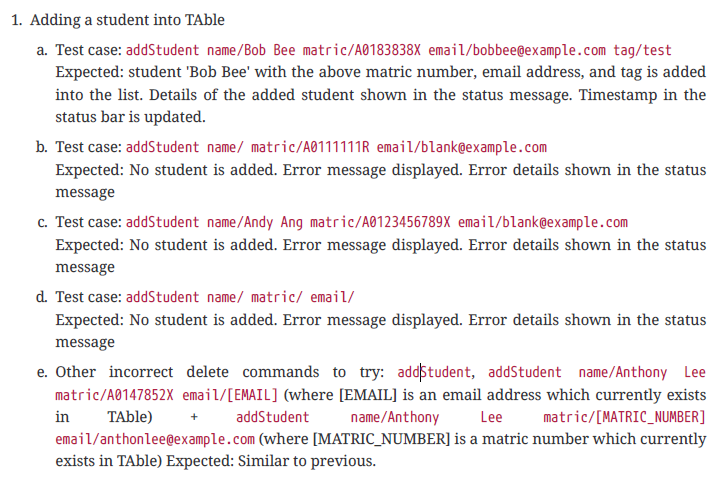 1. Adding a student into TAble
a. Test case: addStudent name/Bob Bee matric/A0183838X email/bobbee@example.com tag/test
Expected: student 'Bob Bee' with the above matric number, email address, and tag is added
into the list. Details of the added student shown in the status message. Timestamp in the
status bar is updated.
b. Test case: addStudent name/ matric/A0111111R email/blank@example.com
Expected: No student is added. Error message displayed. Error details shown in the status
message
c. Test case: addStudent name/Andy Ang matric/A0123456789X email/blank@example.com
Expected: No student is added. Error message displayed. Error details shown in the status
message
d. Test case: addStudent name/ matric/ email/
Expected: No student is added. Error message displayed. Error details shown in the status
message
e. Other incorrect delete commands to try: addStudent, addStudent name/Anthony Lee
matric/A0147852X email/[EMAIL] (where [EMAIL] is an email address which currently exists
in TAble) + addStudent name/Anthony Lee matric/[MATRIC_NUMBER]
email/anthonlee@example.com (where [MATRIC_NUMBER] is a matric number which currently
exists in TAble) Expected: Similar to previous.